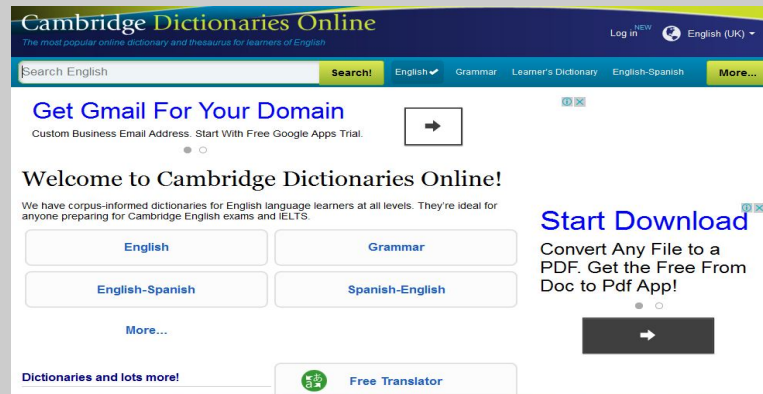 Cambridge Dictionaries Online
The most popular online dictionary and thesaurus for learners of English
Log in NEW
English (UK)
Search English
Search!
English
Grammar
Learner's Dictionary
English-Spanish
More...
Get Gmail For Your Domain
Custom Business Email Address. Start With Free Google Apps Trial.
Welcome to Cambridge Dictionaries Online!
We have corpus-informed dictionaries for English language learners at all levels. They're ideal for
anyone preparing for Cambridge English exams and IELTS.
English
Grammar
English-Spanish
Spanish-English
More...
Start Download
Convert Any File to a
PDF. Get the Free From
Doc to Pdf App!
Dictionaries and lots more!
Free Translator